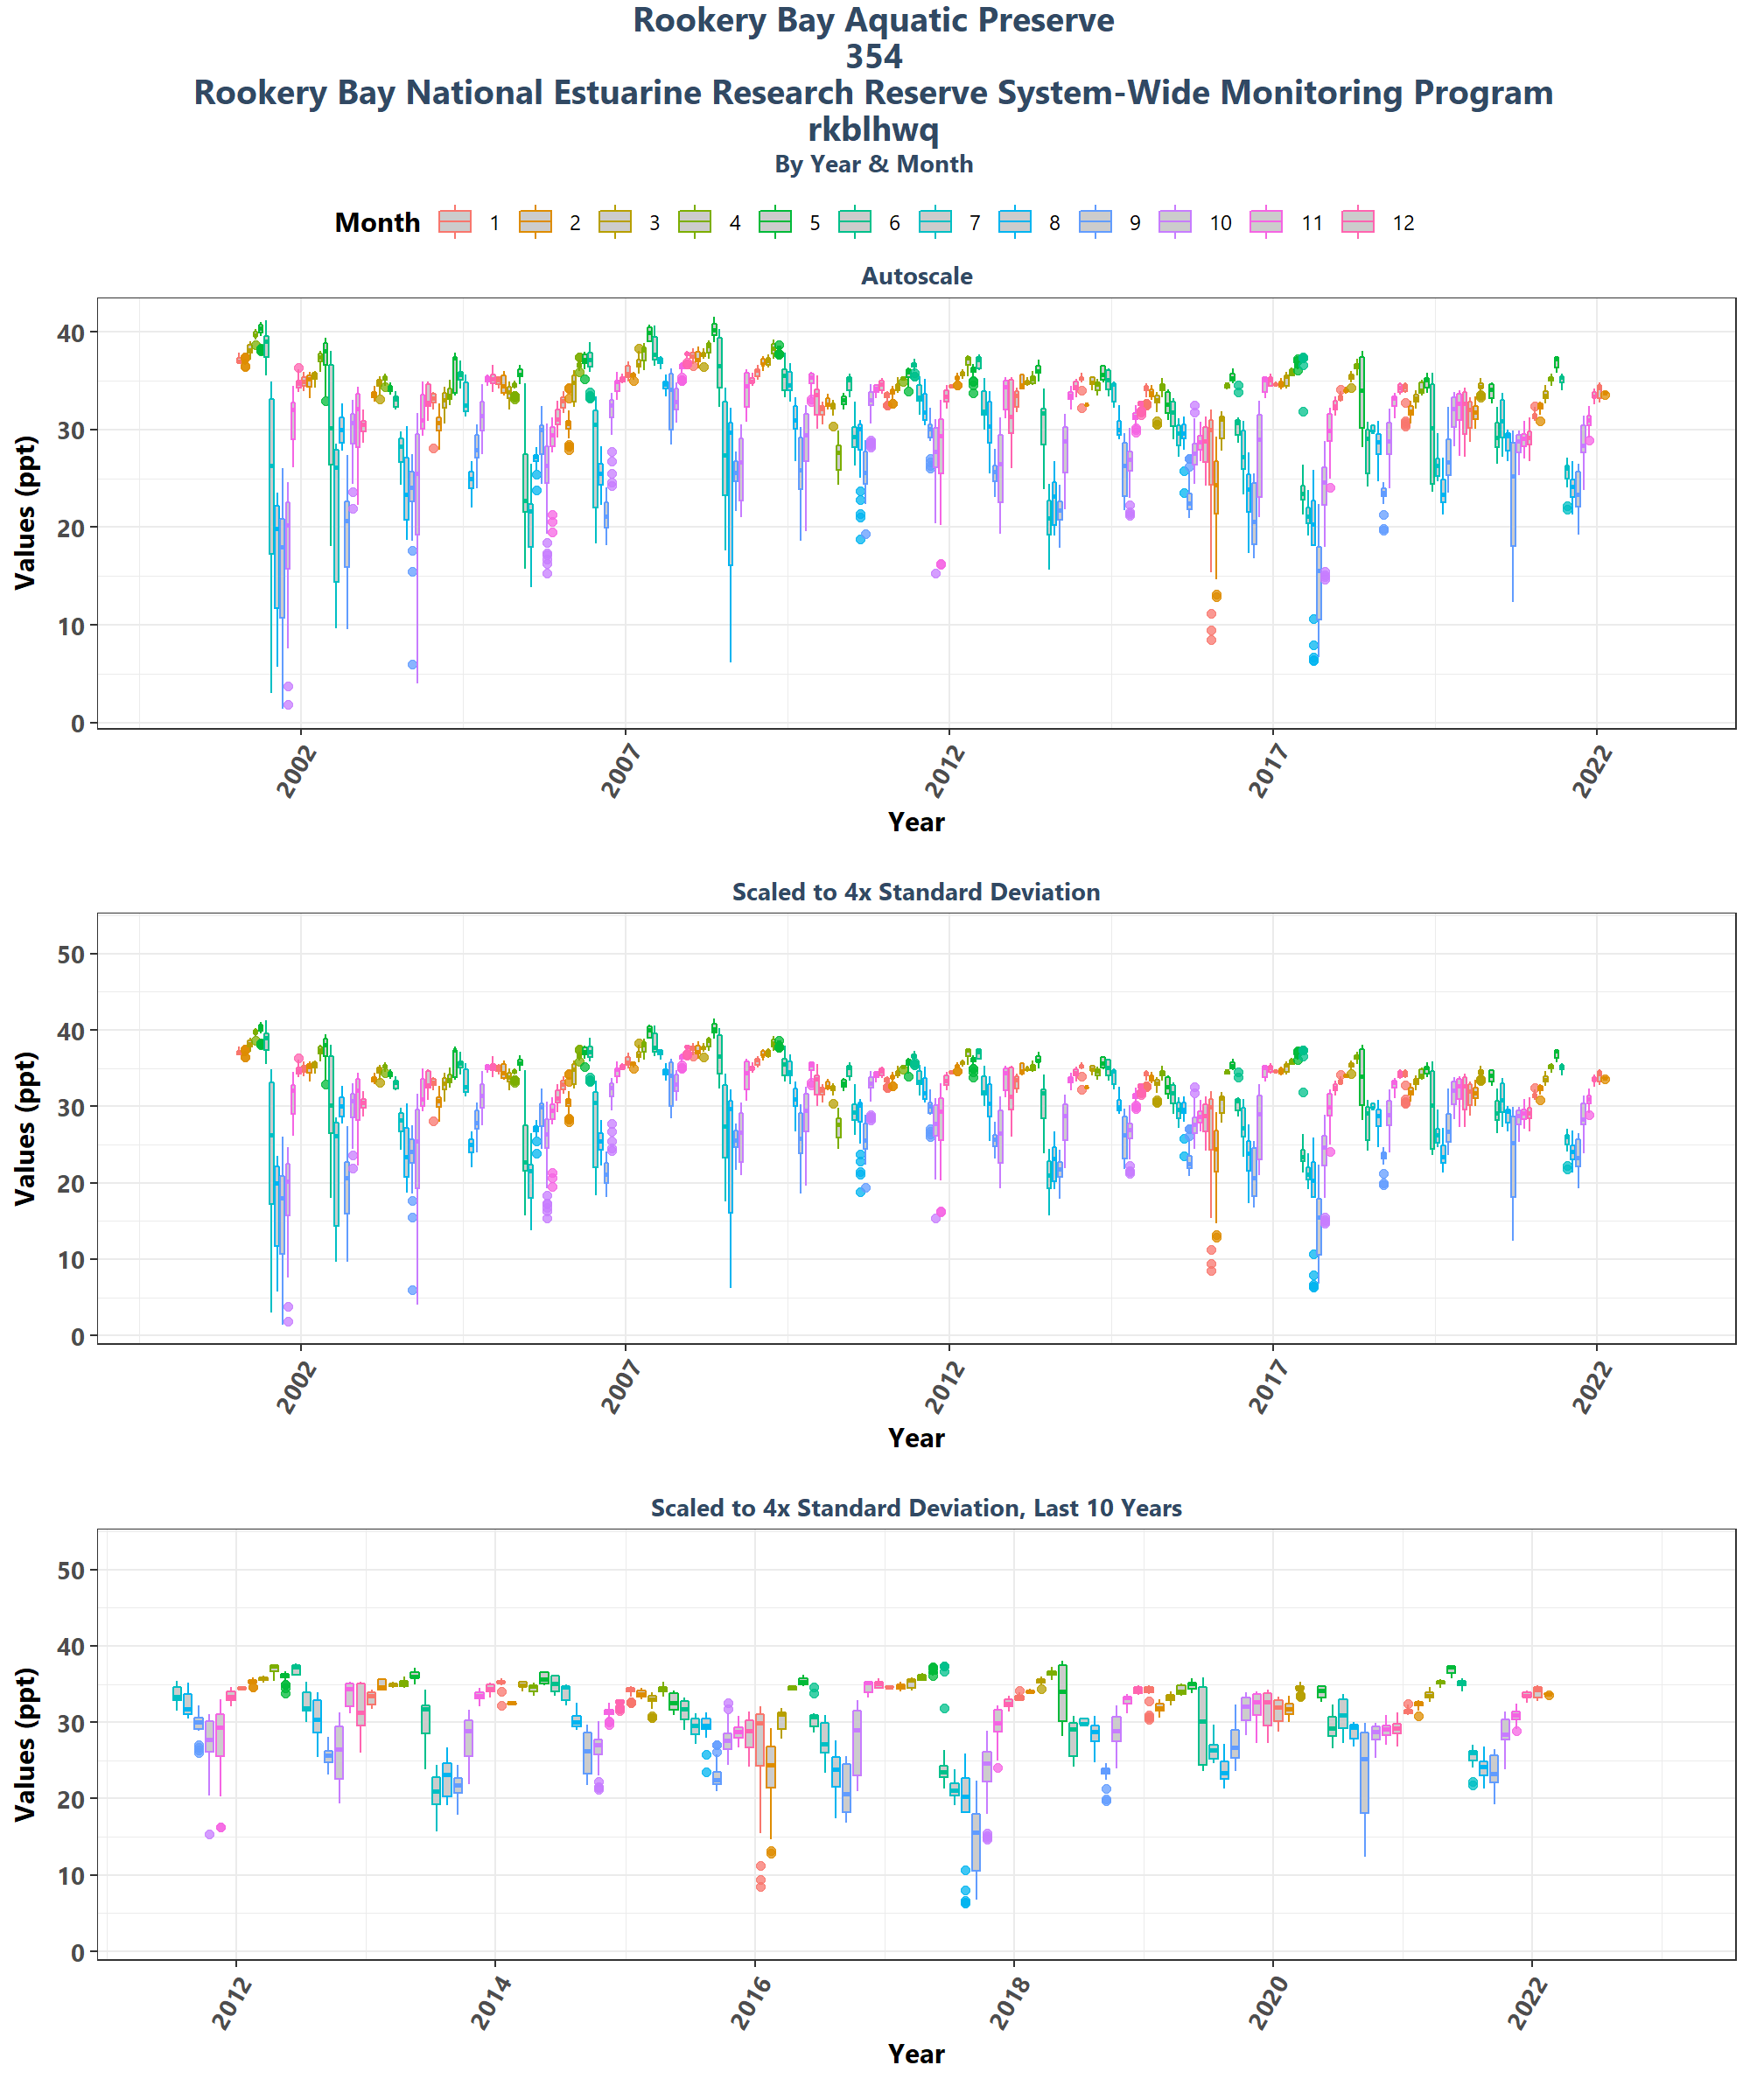 Rookery Bay Aquatic Preserve
354
Rookery Bay National Estuarine Research Reserve System-Wide Monitoring Program
rkblhwq
By Year & Month
Month 1 2 3 4 5 6 7 8 9 10 11 12
Autoscale
Values (ppt)
40
30
20
10
0
2002 2007 2012 2017 2022
Year
Scaled to 4x Standard Deviation
Values (ppt)
50
40
30
20
10
0
2002 2007 2012 2017 2022
Year
Scaled to 4x Standard Deviation, Last 10 Years
Values (ppt)
50
40
30
20
10
0
2012 2014 2016 2018 2020 2022
Year